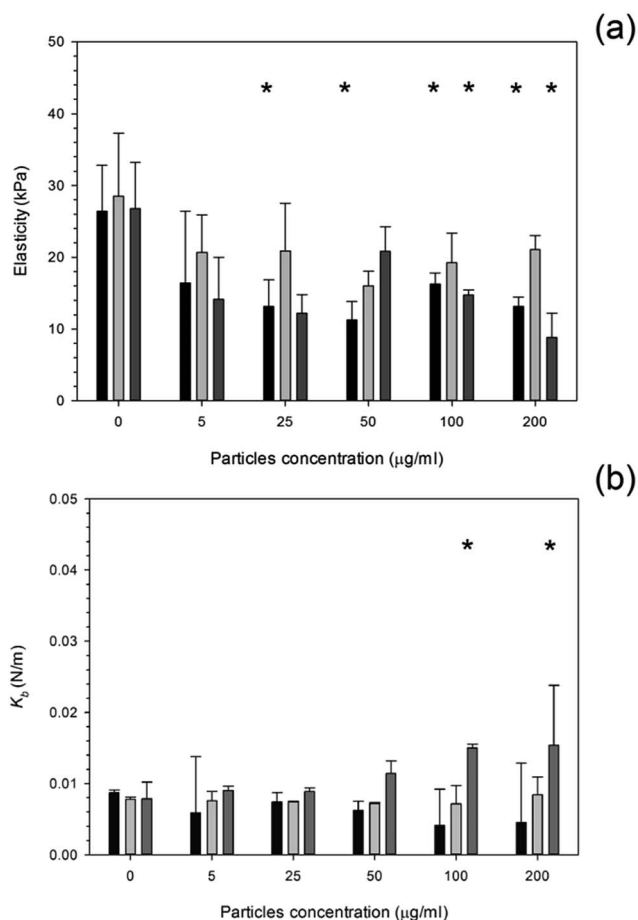 (a)
50
40
30
20
10
0
Elasticity (kPa)
* * * * * *
0 5 25 50 100 200
Particles concentration (μg/ml)
(b)
0.05
0.04
0.03
0.02
0.01
0.00
K_b (N/m)
* *
0 5 25 50 100 200
Particles concentration (μg/ml)